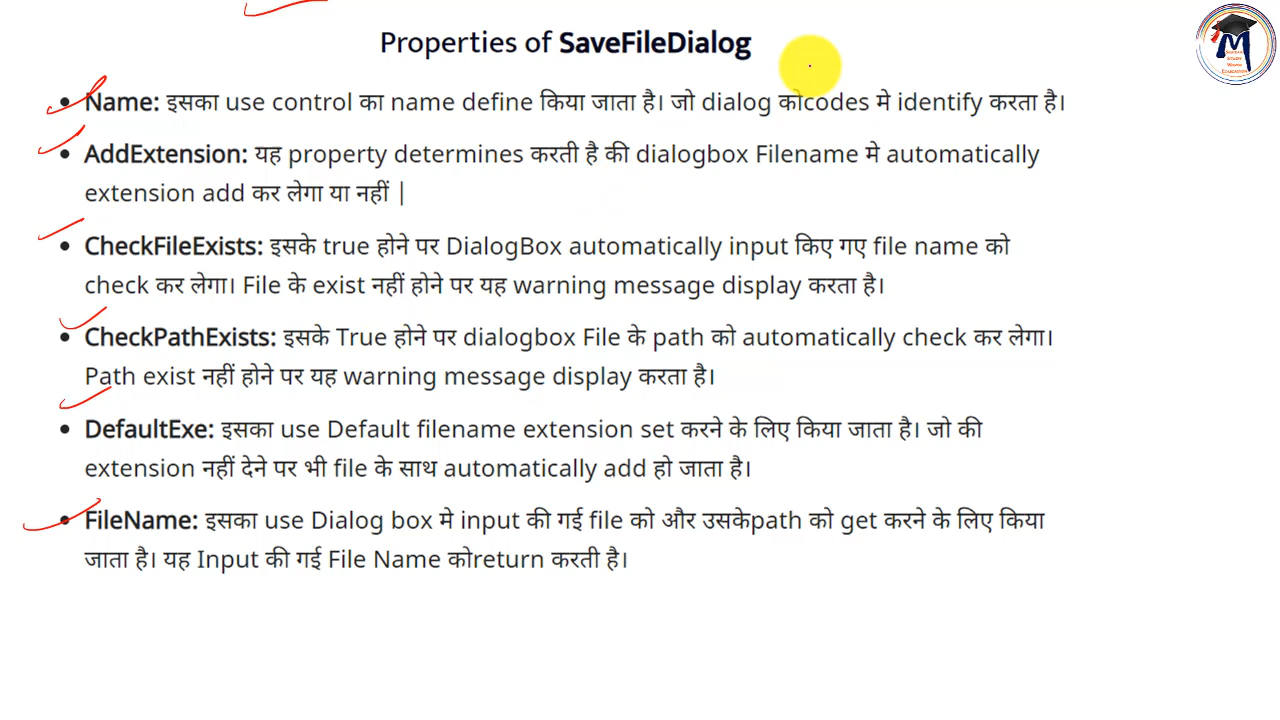 Properties of SaveFileDialog
Name: इसका use control का name define किया जाता है। जो dialog कोcodes मे identify करता है।
AddExtension: यह property determines करती है की dialogbox Filename मे automatically
extension add कर लेगा या नहीं |
CheckFileExists: इसके true होने पर DialogBox automatically input किए गए file name को
check कर लेगा। File के exist नहीं होने पर यह warning message display करता है।
CheckPathExists: इसके True होने पर dialogbox File के path को automatically check कर लेगा।
Path exist नहीं होने पर यह warning message display करता है।
DefaultExe: इसका use Default filename extension set करने के लिए किया जाता है। जो की
extension नहीं देने पर भी file के साथ automatically add हो जाता है।
FileName: इसका use Dialog box मे input की गई file को और उसकेpath को get करने के लिए किया
जाता है। यह Input की गई File Name कोreturn करती है।
M
STUDY
EDUCATION